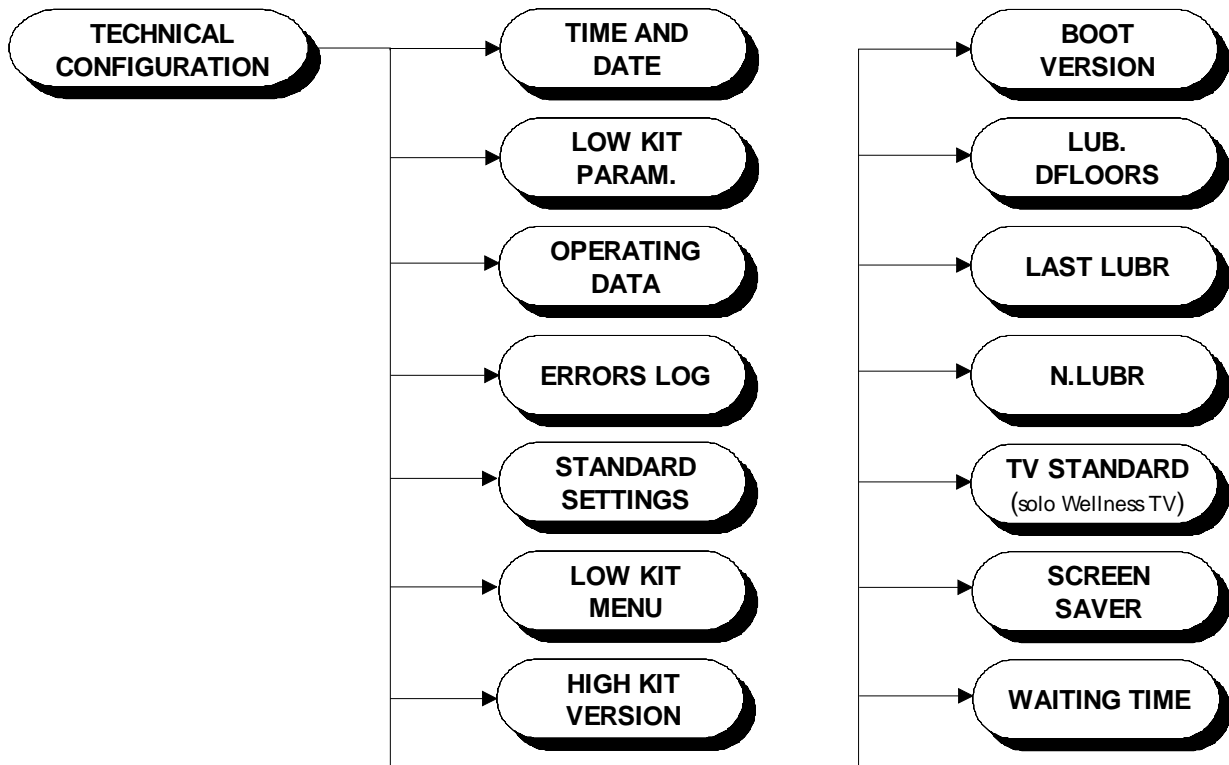 TECHNICAL
CONFIGURATION
TIME AND
DATE
LOW KIT
PARAM.
OPERATING
DATA
ERRORS LOG
STANDARD
SETTINGS
LOW KIT
MENU
HIGH KIT
VERSION
BOOT
VERSION
LUB.
DFLOORS
LAST LUBR
N.LUBR
TV STANDARD
(solo Wellness TV)
SCREEN
SAVER
WAITING TIME